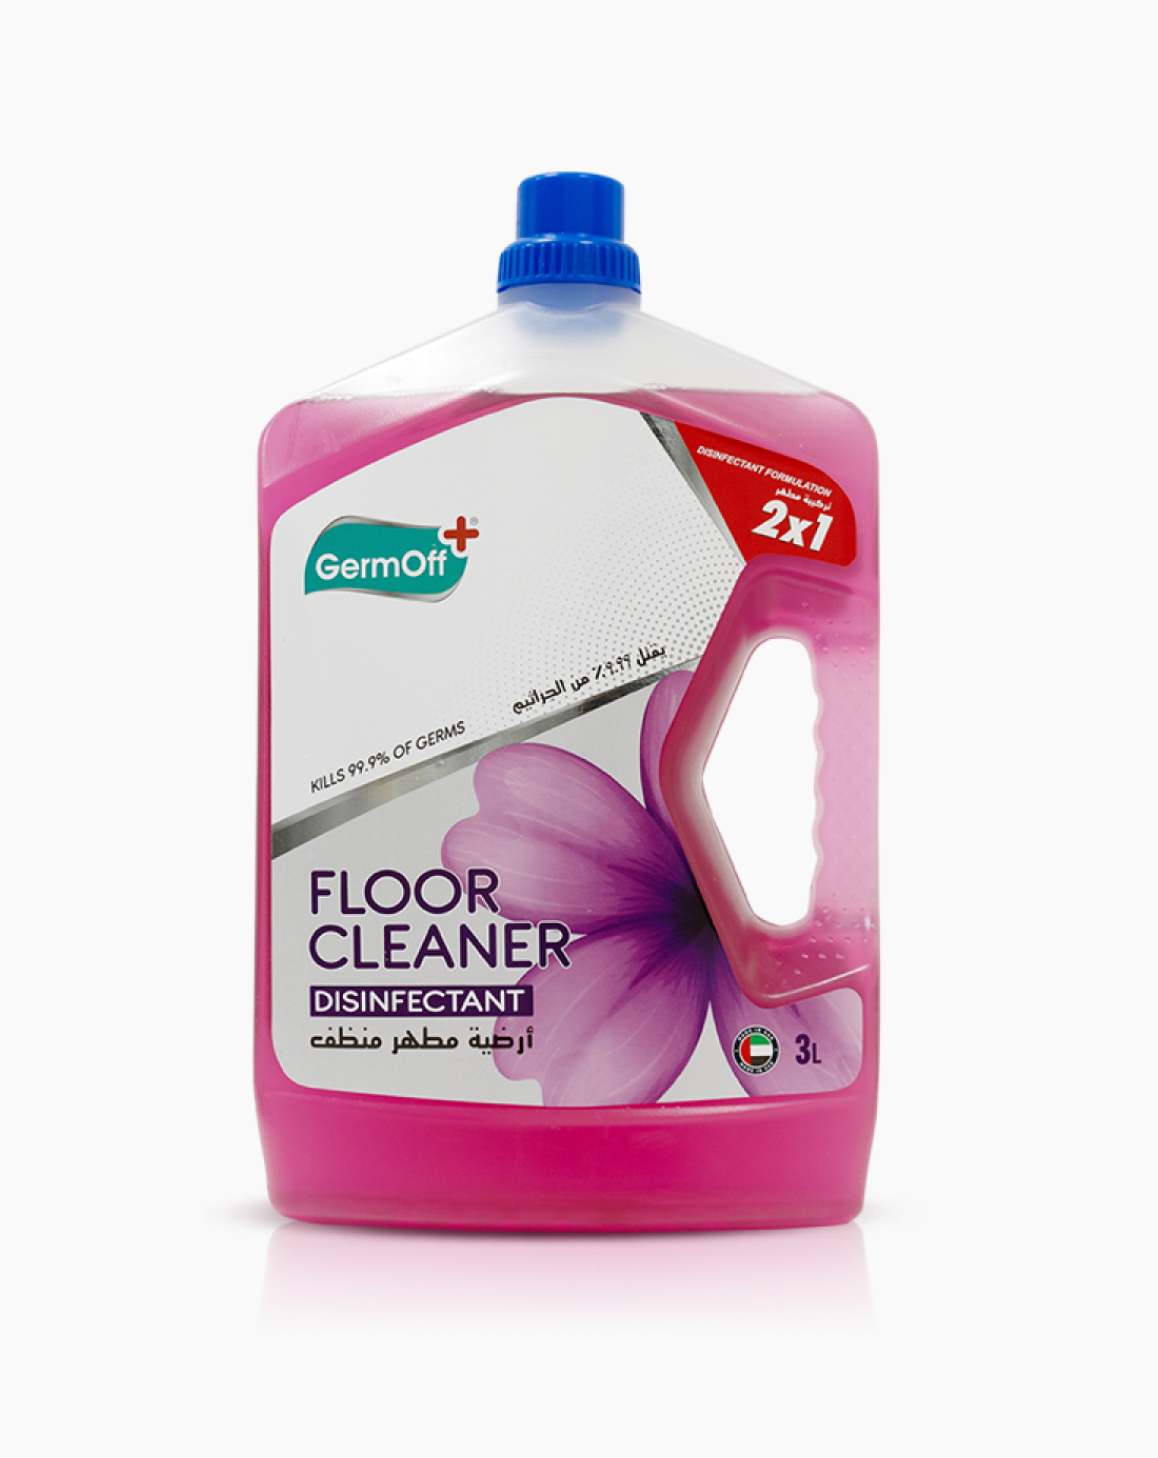 DISINFECTANT FORMULATION
تركيبة مطهر
2x1
GermOff
®
يقتل ٩.٩٩٪ من الجراثيم
KILLS 99.9% OF GERMS
FLOOR
CLEANER
DISINFECTANT
أرضية مطهر منظف
3L